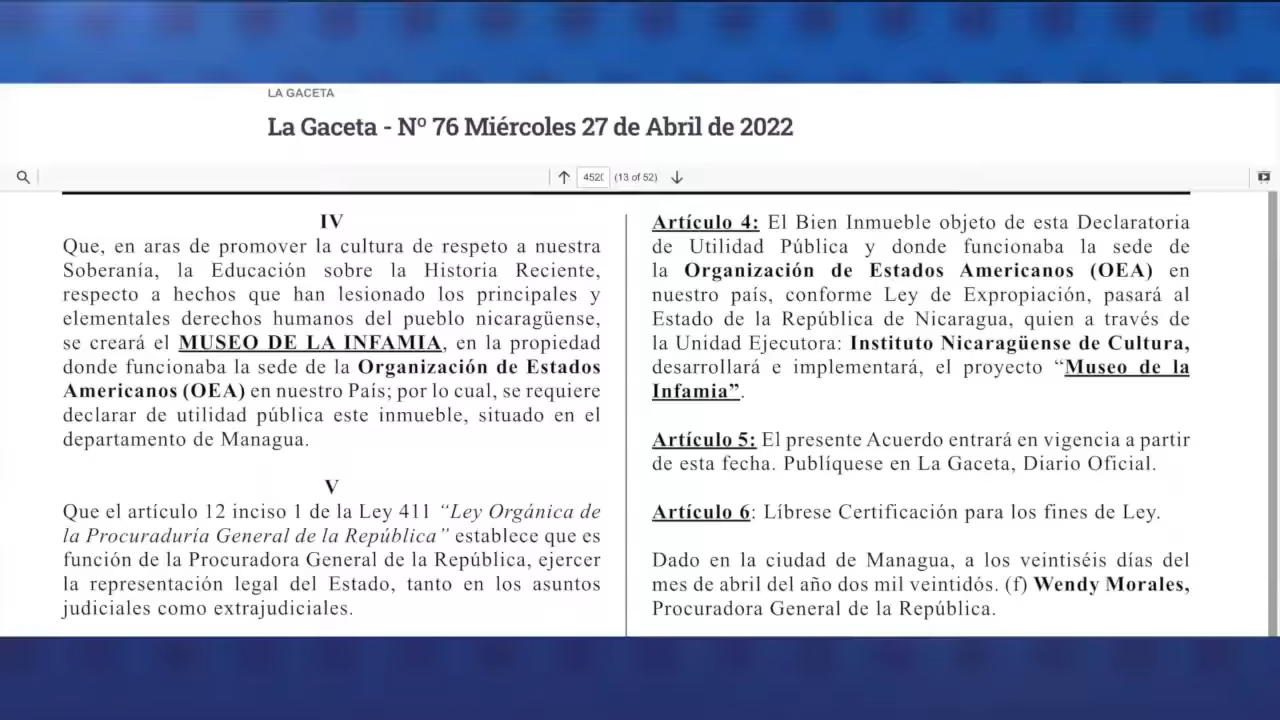 LA GACETA
La Gaceta - Nº 76 Miércoles 27 de Abril de 2022
4520 (13 of 52)
IV
Que, en aras de promover la cultura de respeto a nuestra
Soberanía, la Educación sobre la Historia Reciente,
respecto a hechos que han lesionado los principales y
elementales derechos humanos del pueblo nicaragüense,
se creará el MUSEO DE LA INFAMIA, en la propiedad
donde funcionaba la sede de la Organización de Estados
Americanos (OEA) en nuestro País; por lo cual, se requiere
declarar de utilidad pública este inmueble, situado en el
departamento de Managua.
V
Que el artículo 12 inciso 1 de la Ley 411 “Ley Orgánica de
la Procuraduría General de la República” establece que es
función de la Procuradora General de la República, ejercer
la representación legal del Estado, tanto en los asuntos
judiciales como extrajudiciales.
Artículo 4: El Bien Inmueble objeto de esta Declaratoria
de Utilidad Pública y donde funcionaba la sede de
la Organización de Estados Americanos (OEA) en
nuestro país, conforme Ley de Expropiación, pasará al
Estado de la República de Nicaragua, quien a través de
la Unidad Ejecutora: Instituto Nicaragüense de Cultura,
desarrollará e implementará, el proyecto “Museo de la
Infamia”.
Artículo 5: El presente Acuerdo entrará en vigencia a partir
de esta fecha. Publíquese en La Gaceta, Diario Oficial.
Artículo 6: Líbrese Certificación para los fines de Ley.
Dado en la ciudad de Managua, a los veintiséis días del
mes de abril del año dos mil veintidós. (f) Wendy Morales,
Procuradora General de la República.